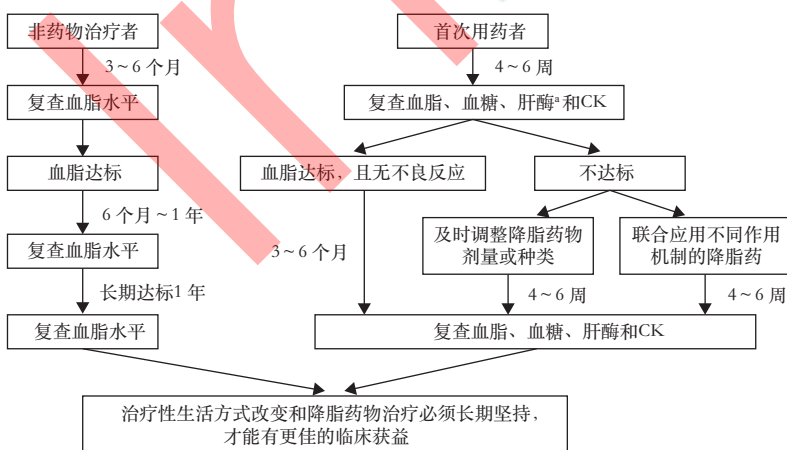 非药物治疗者
首次用药者
3~6 个月
4~6 周
复查血脂水平
复查血脂、血糖、肝酶ᵃ和CK
血脂达标
血脂达标，且无不良反应
不达标
6 个月~1 年
复查血脂水平
3~6 个月
及时调整降脂药物
剂量或种类
联合应用不同作用
机制的降脂药
长期达标1 年
4~6 周
4~6 周
复查血脂水平
复查血脂、血糖、肝酶和CK
治疗性生活方式改变和降脂药物治疗必须长期坚持，
才能有更佳的临床获益